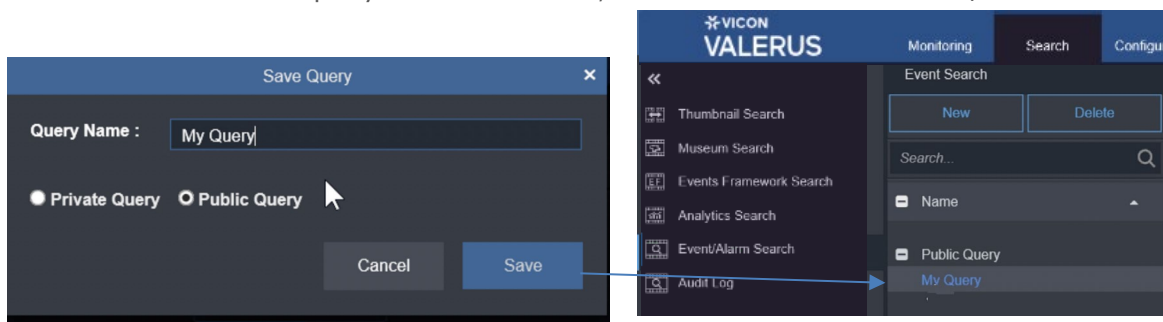 Save Query
×
Query Name :
My Query
Private Query
Public Query
Cancel
Save
VICON
VALERUS
Monitoring
Search
Configu
«
Thumbnail Search
Museum Search
EF
Events Framework Search
Analytics Search
Event/Alarm Search
Audit Log
Event Search
New
Delete
Search...
Name
Public Query
My Query